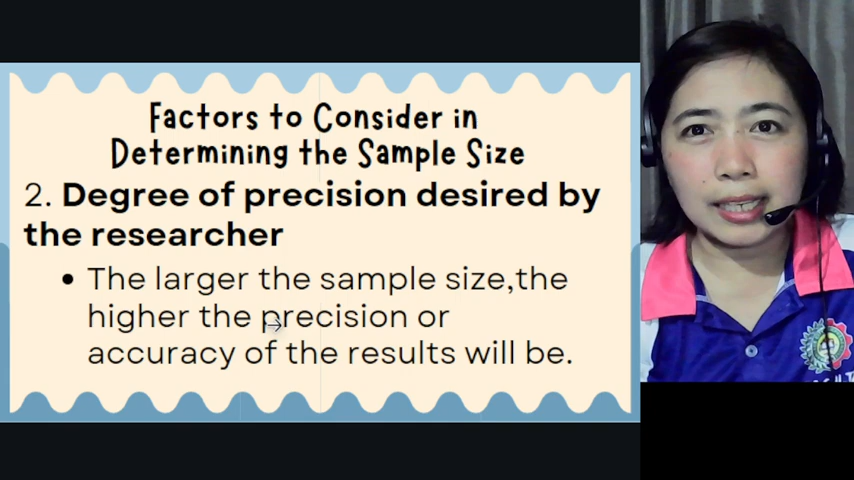 Factors to Consider in
Determining the Sample Size
2. Degree of precision desired by
the researcher
• The larger the sample size,the
higher the precision or
accuracy of the results will be.